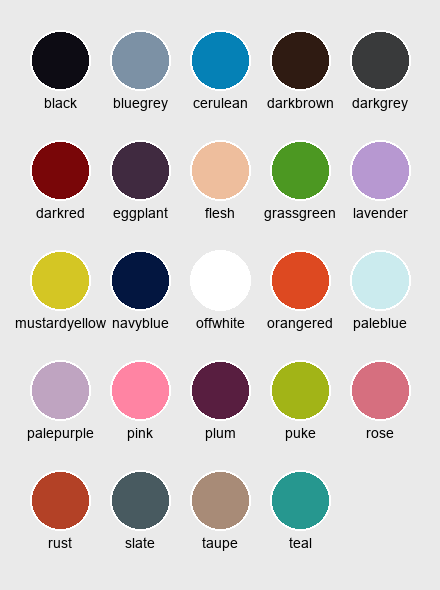 black bluegrey cerulean darkbrown darkgrey
darkred eggplant flesh grassgreen lavender
mustardyellow navyblue offwhite orangered paleblue
palepurple pink plum puke rose
rust slate taupe teal